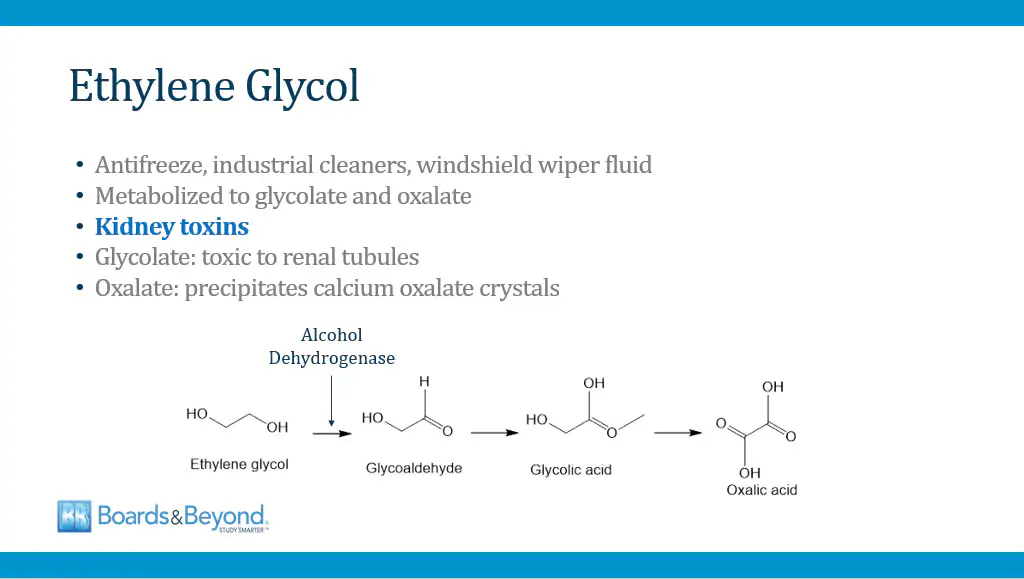 Ethylene Glycol
• Antifreeze, industrial cleaners, windshield wiper fluid
• Metabolized to glycolate and oxalate
• Kidney toxins
• Glycolate: toxic to renal tubules
• Oxalate: precipitates calcium oxalate crystals
Alcohol
Dehydrogenase
HO
OH
Ethylene glycol
H
HO
O
Glycoaldehyde
OH
HO
O
Glycolic acid
OH
O
O
OH
Oxalic acid
BB Boards&Beyond.
STUDY SMARTER™